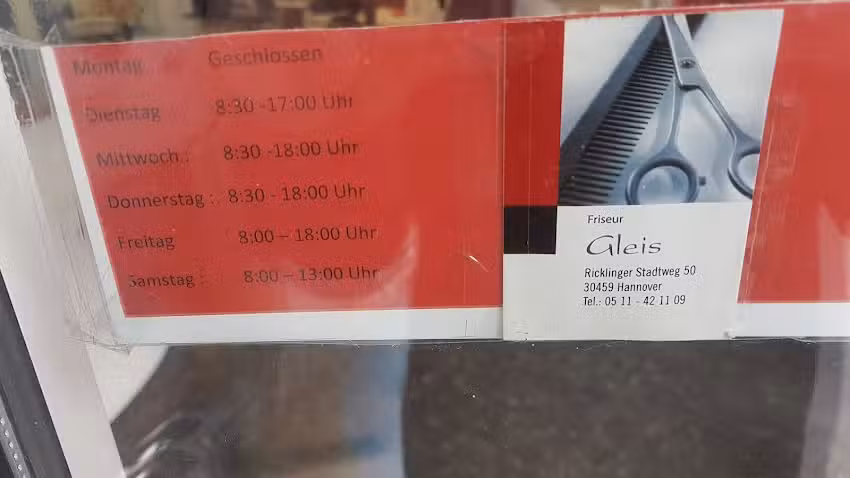 Montag Geschlossen
Dienstag 8:30 -17:00 Uhr
Mittwoch : 8:30 -18:00 Uhr
Donnerstag : 8:30 - 18:00 Uhr
Freitag 8:00 – 18:00 Uhr
Samstag : 8:00 – 13:00 Uhr
Friseur
Gleis
Ricklinger Stadtweg 50
30459 Hannover
Tel.: 05 11 - 42 11 09